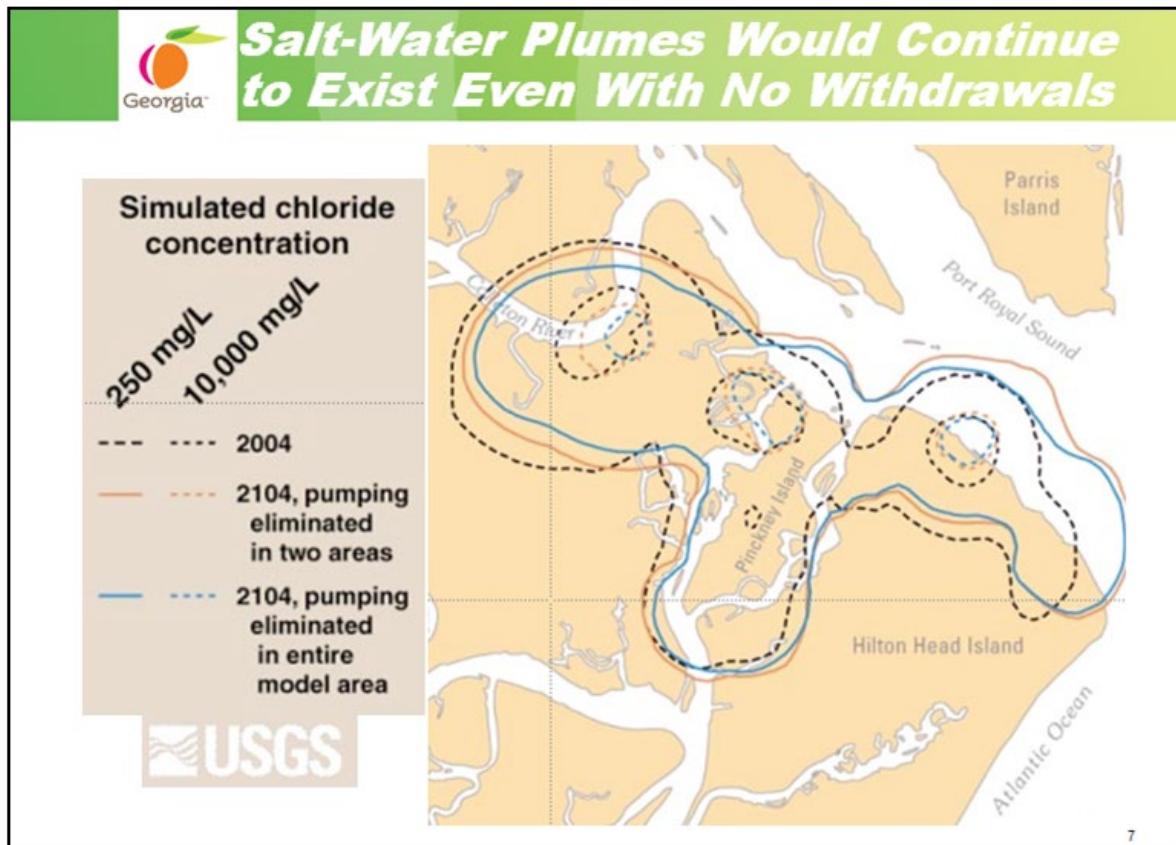 Salt-Water Plumes Would Continue
to Exist Even With No Withdrawals
Georgia
Simulated chloride
concentration
250 mg/L
10,000 mg/L
2004
2104, pumping
eliminated
in two areas
2104, pumping
eliminated
in entire
model area
USGS
Parris
Island
Port Royal Sound
Colleton River
Pinckney Island
Hilton Head Island
Atlantic Ocean
7